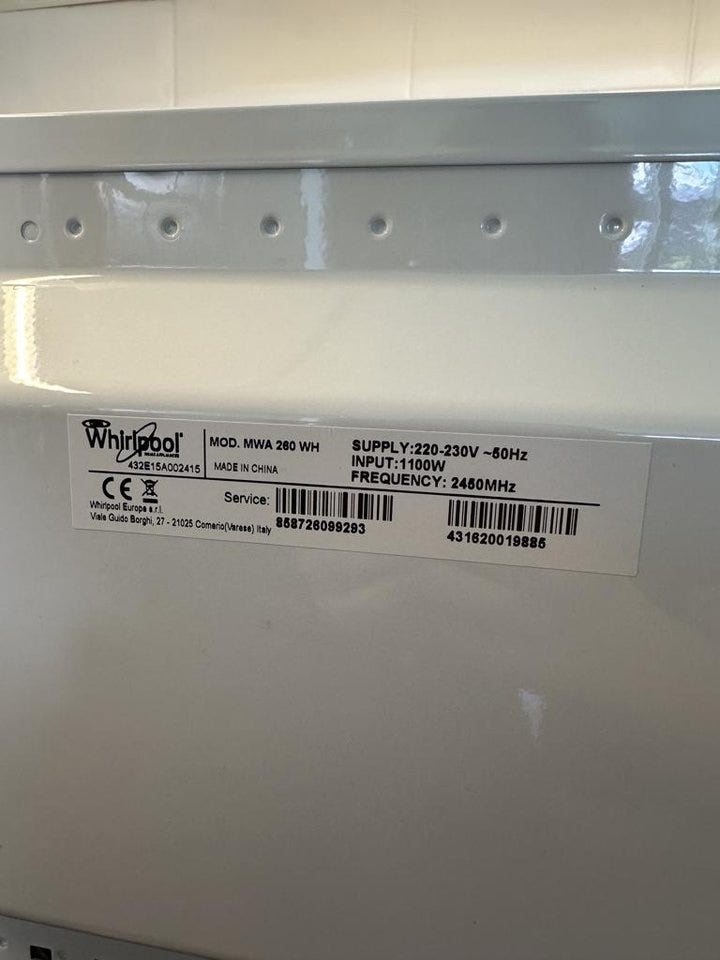 Whirlpool
432E15A002415
MOD. MWA 260 WH
MADE IN CHINA
SUPPLY:220-230V ~50Hz
INPUT:1100W
FREQUENCY: 2450MHz
CE
Whirlpool Europe s.r.l.
Viale Guido Borghi, 27 - 21025 Comerio(Varese) Italy
Service:
858726099293
431620019885